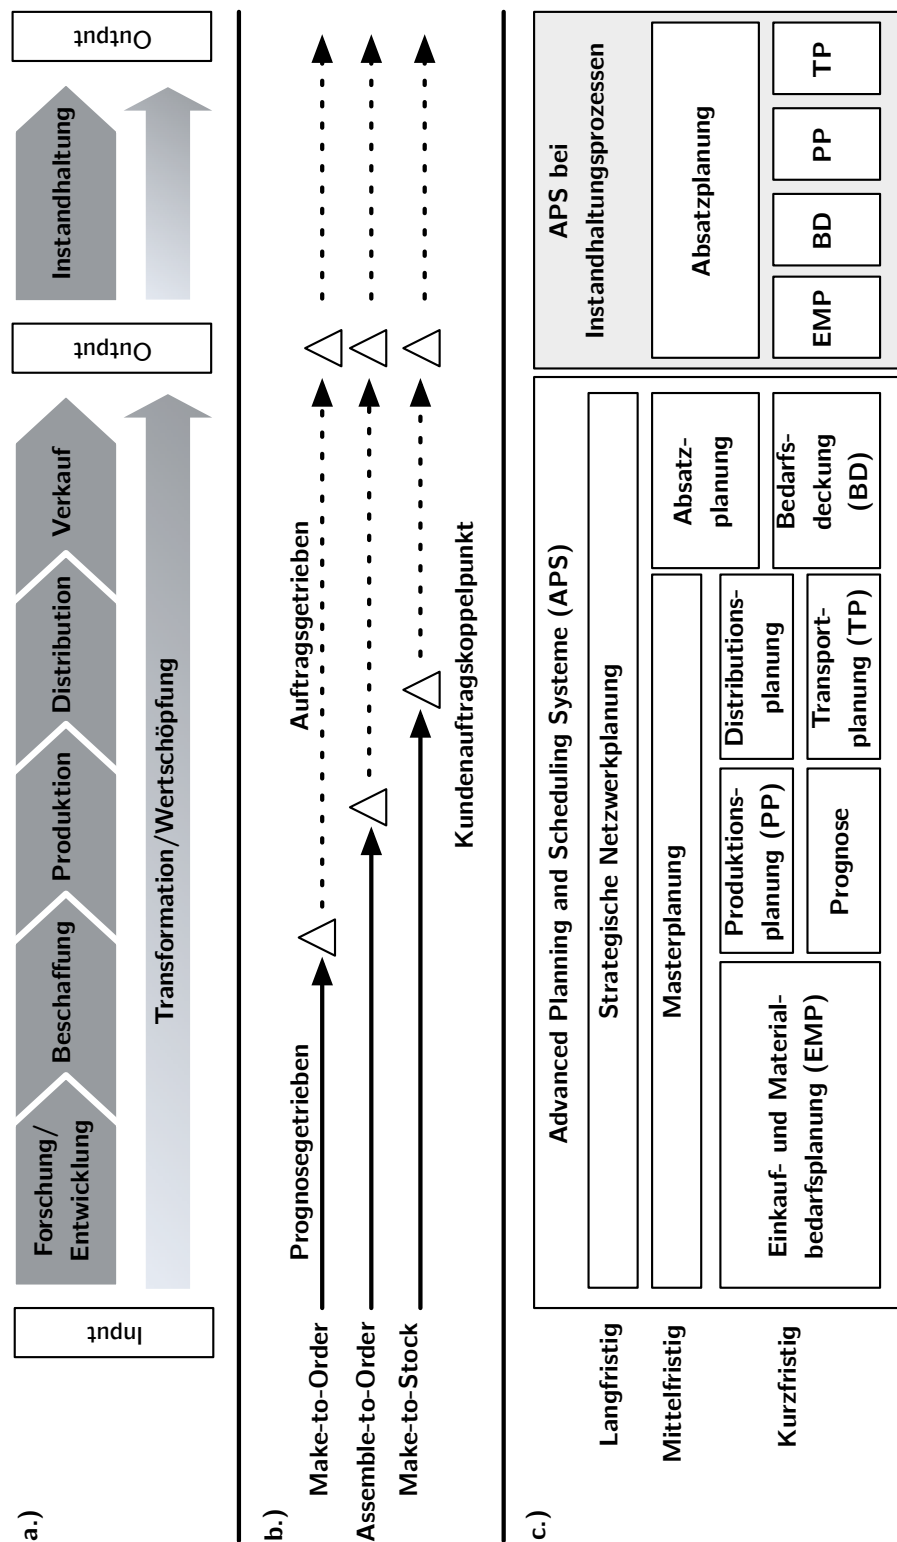 a.)
Input
Forschung/
Entwicklung
Beschaffung
Produktion
Distribution
Verkauf
Output
Instandhaltung
Output
Transformation/Wertschöpfung
b.)
Prognosegetrieben
Auftragsgetrieben
Make-to-Order
Assemble-to-Order
Make-to-Stock
Kundenauftragskoppelpunkt
c.)
Advanced Planning and Scheduling Systeme (APS)
Langfristig
Strategische Netzwerkplanung
Mittelfristig
Masterplanung
Absatz-
planung
Kurzfristig
Einkauf- und Material-
bedarfsplanung (EMP)
Produktions-
planung (PP)
Distributions-
planung
Prognose
Transport-
planung (TP)
Bedarfs-
deckung
(BD)
APS bei
Instandhaltungsprozessen
Absatzplanung
EMP
BD
PP
TP